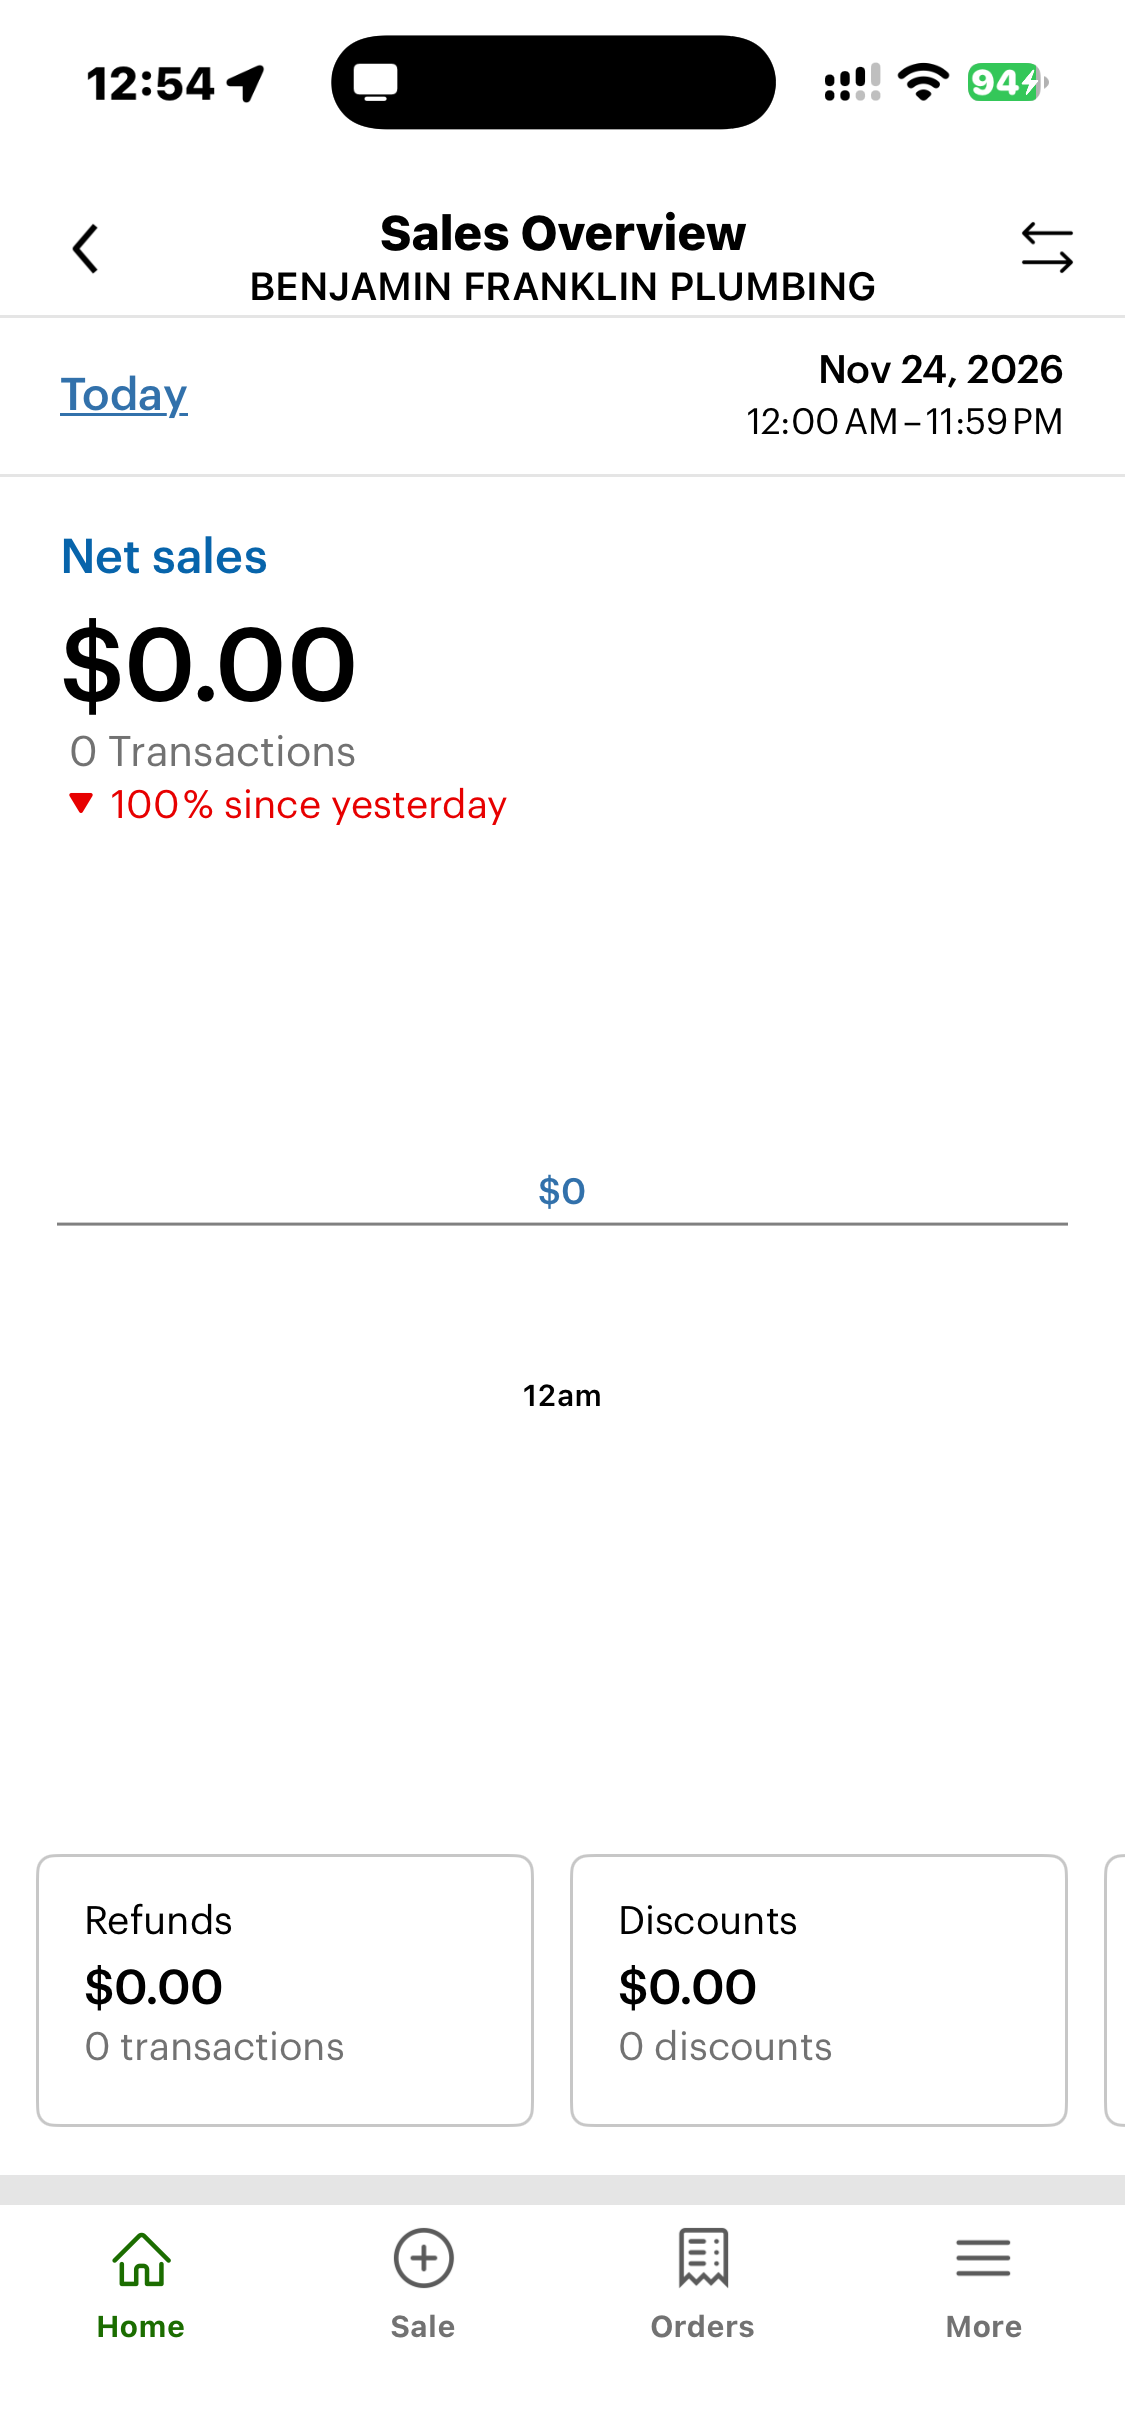 12:54
94
Sales Overview
BENJAMIN FRANKLIN PLUMBING
Today
Nov 24, 2026
12:00 AM – 11:59 PM
Net sales
$0.00
0 Transactions
▼ 100% since yesterday
$0
12am
Refunds
$0.00
0 transactions
Discounts
$0.00
0 discounts
Home
Sale
Orders
More